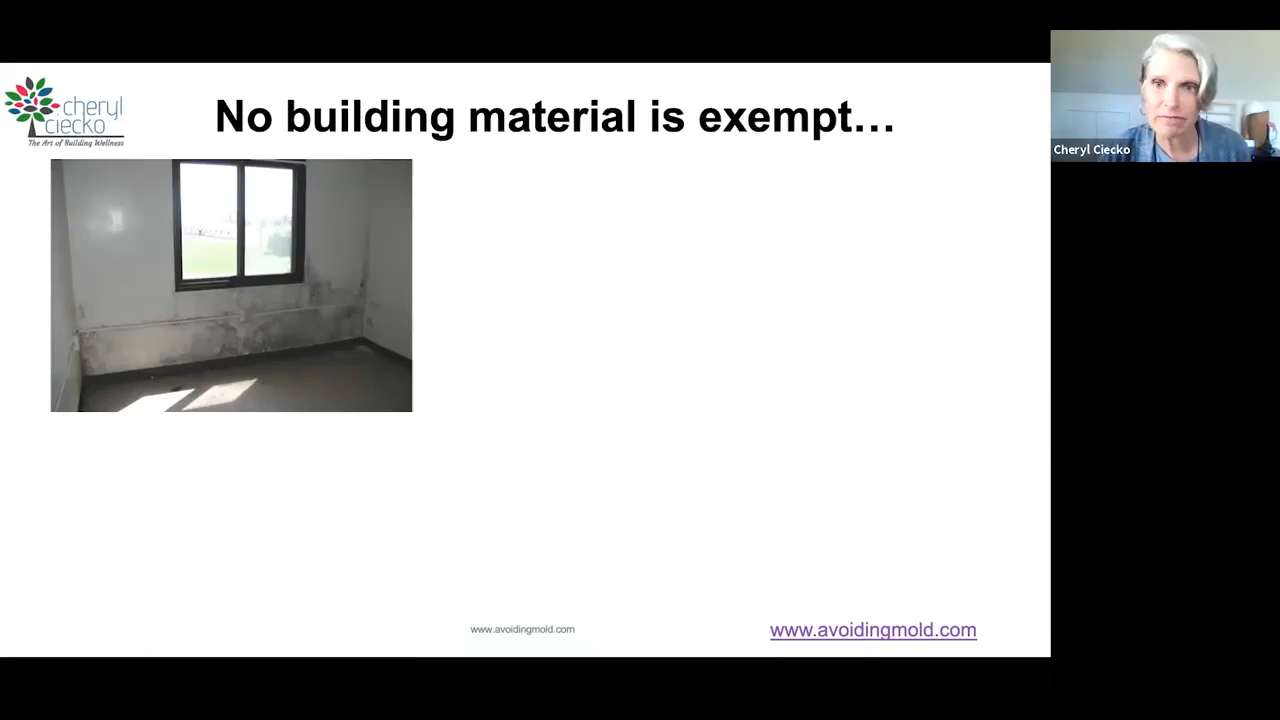 cheryl
ciecko
The Art of Building Wellness
No building material is exempt...
Cheryl Ciecko
www.avoidingmold.com
www.avoidingmold.com